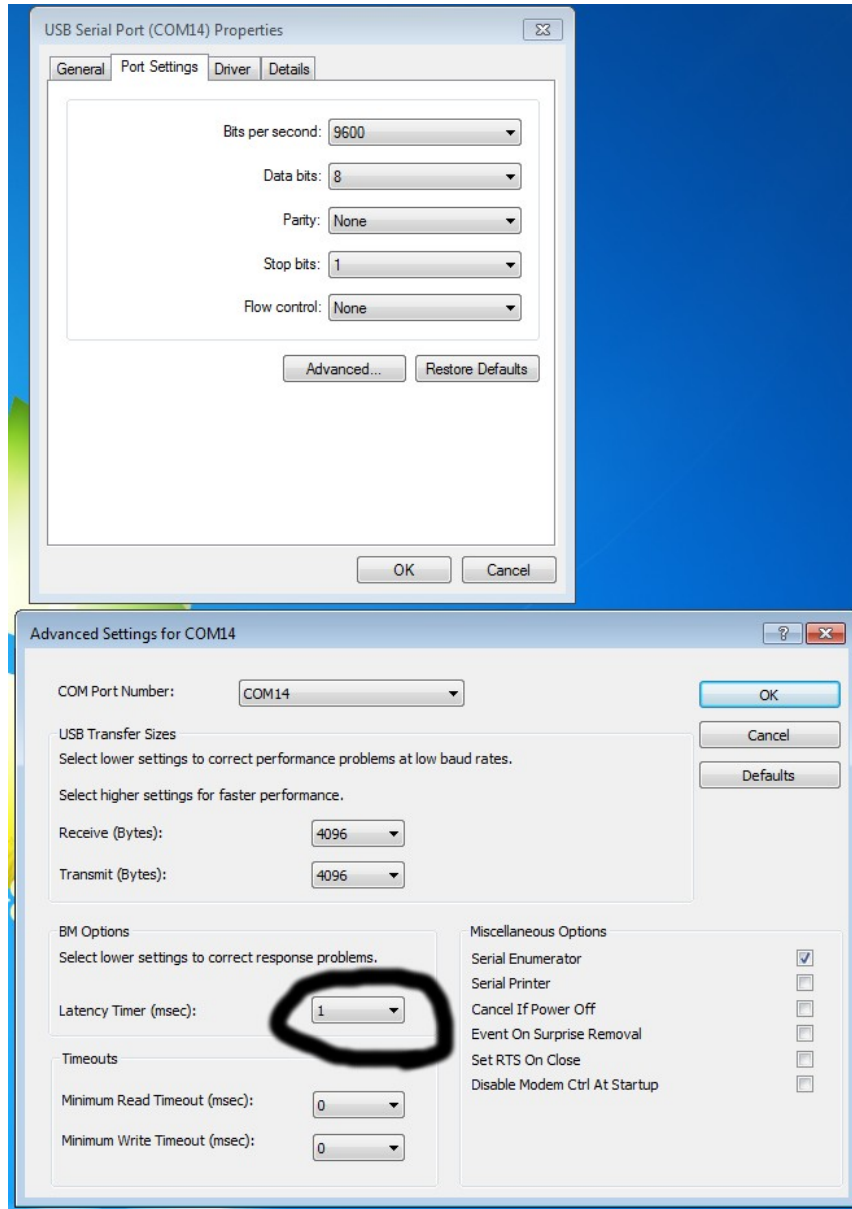 USB Serial Port (COM14) Properties
General Port Settings Driver Details
Bits per second: 9600
Data bits: 8
Parity: None
Stop bits: 1
Flow control: None
Advanced... Restore Defaults
OK Cancel
Advanced Settings for COM14
?
COM Port Number: COM14
OK
USB Transfer Sizes
Cancel
Select lower settings to correct performance problems at low baud rates.
Defaults
Select higher settings for faster performance.
Receive (Bytes): 4096
Transmit (Bytes): 4096
BM Options
Select lower settings to correct response problems.
Latency Timer (msec): 1
Timeouts
Minimum Read Timeout (msec): 0
Minimum Write Timeout (msec): 0
Miscellaneous Options
Serial Enumerator
Serial Printer
Cancel If Power Off
Event On Surprise Removal
Set RTS On Close
Disable Modem Ctrl At Startup